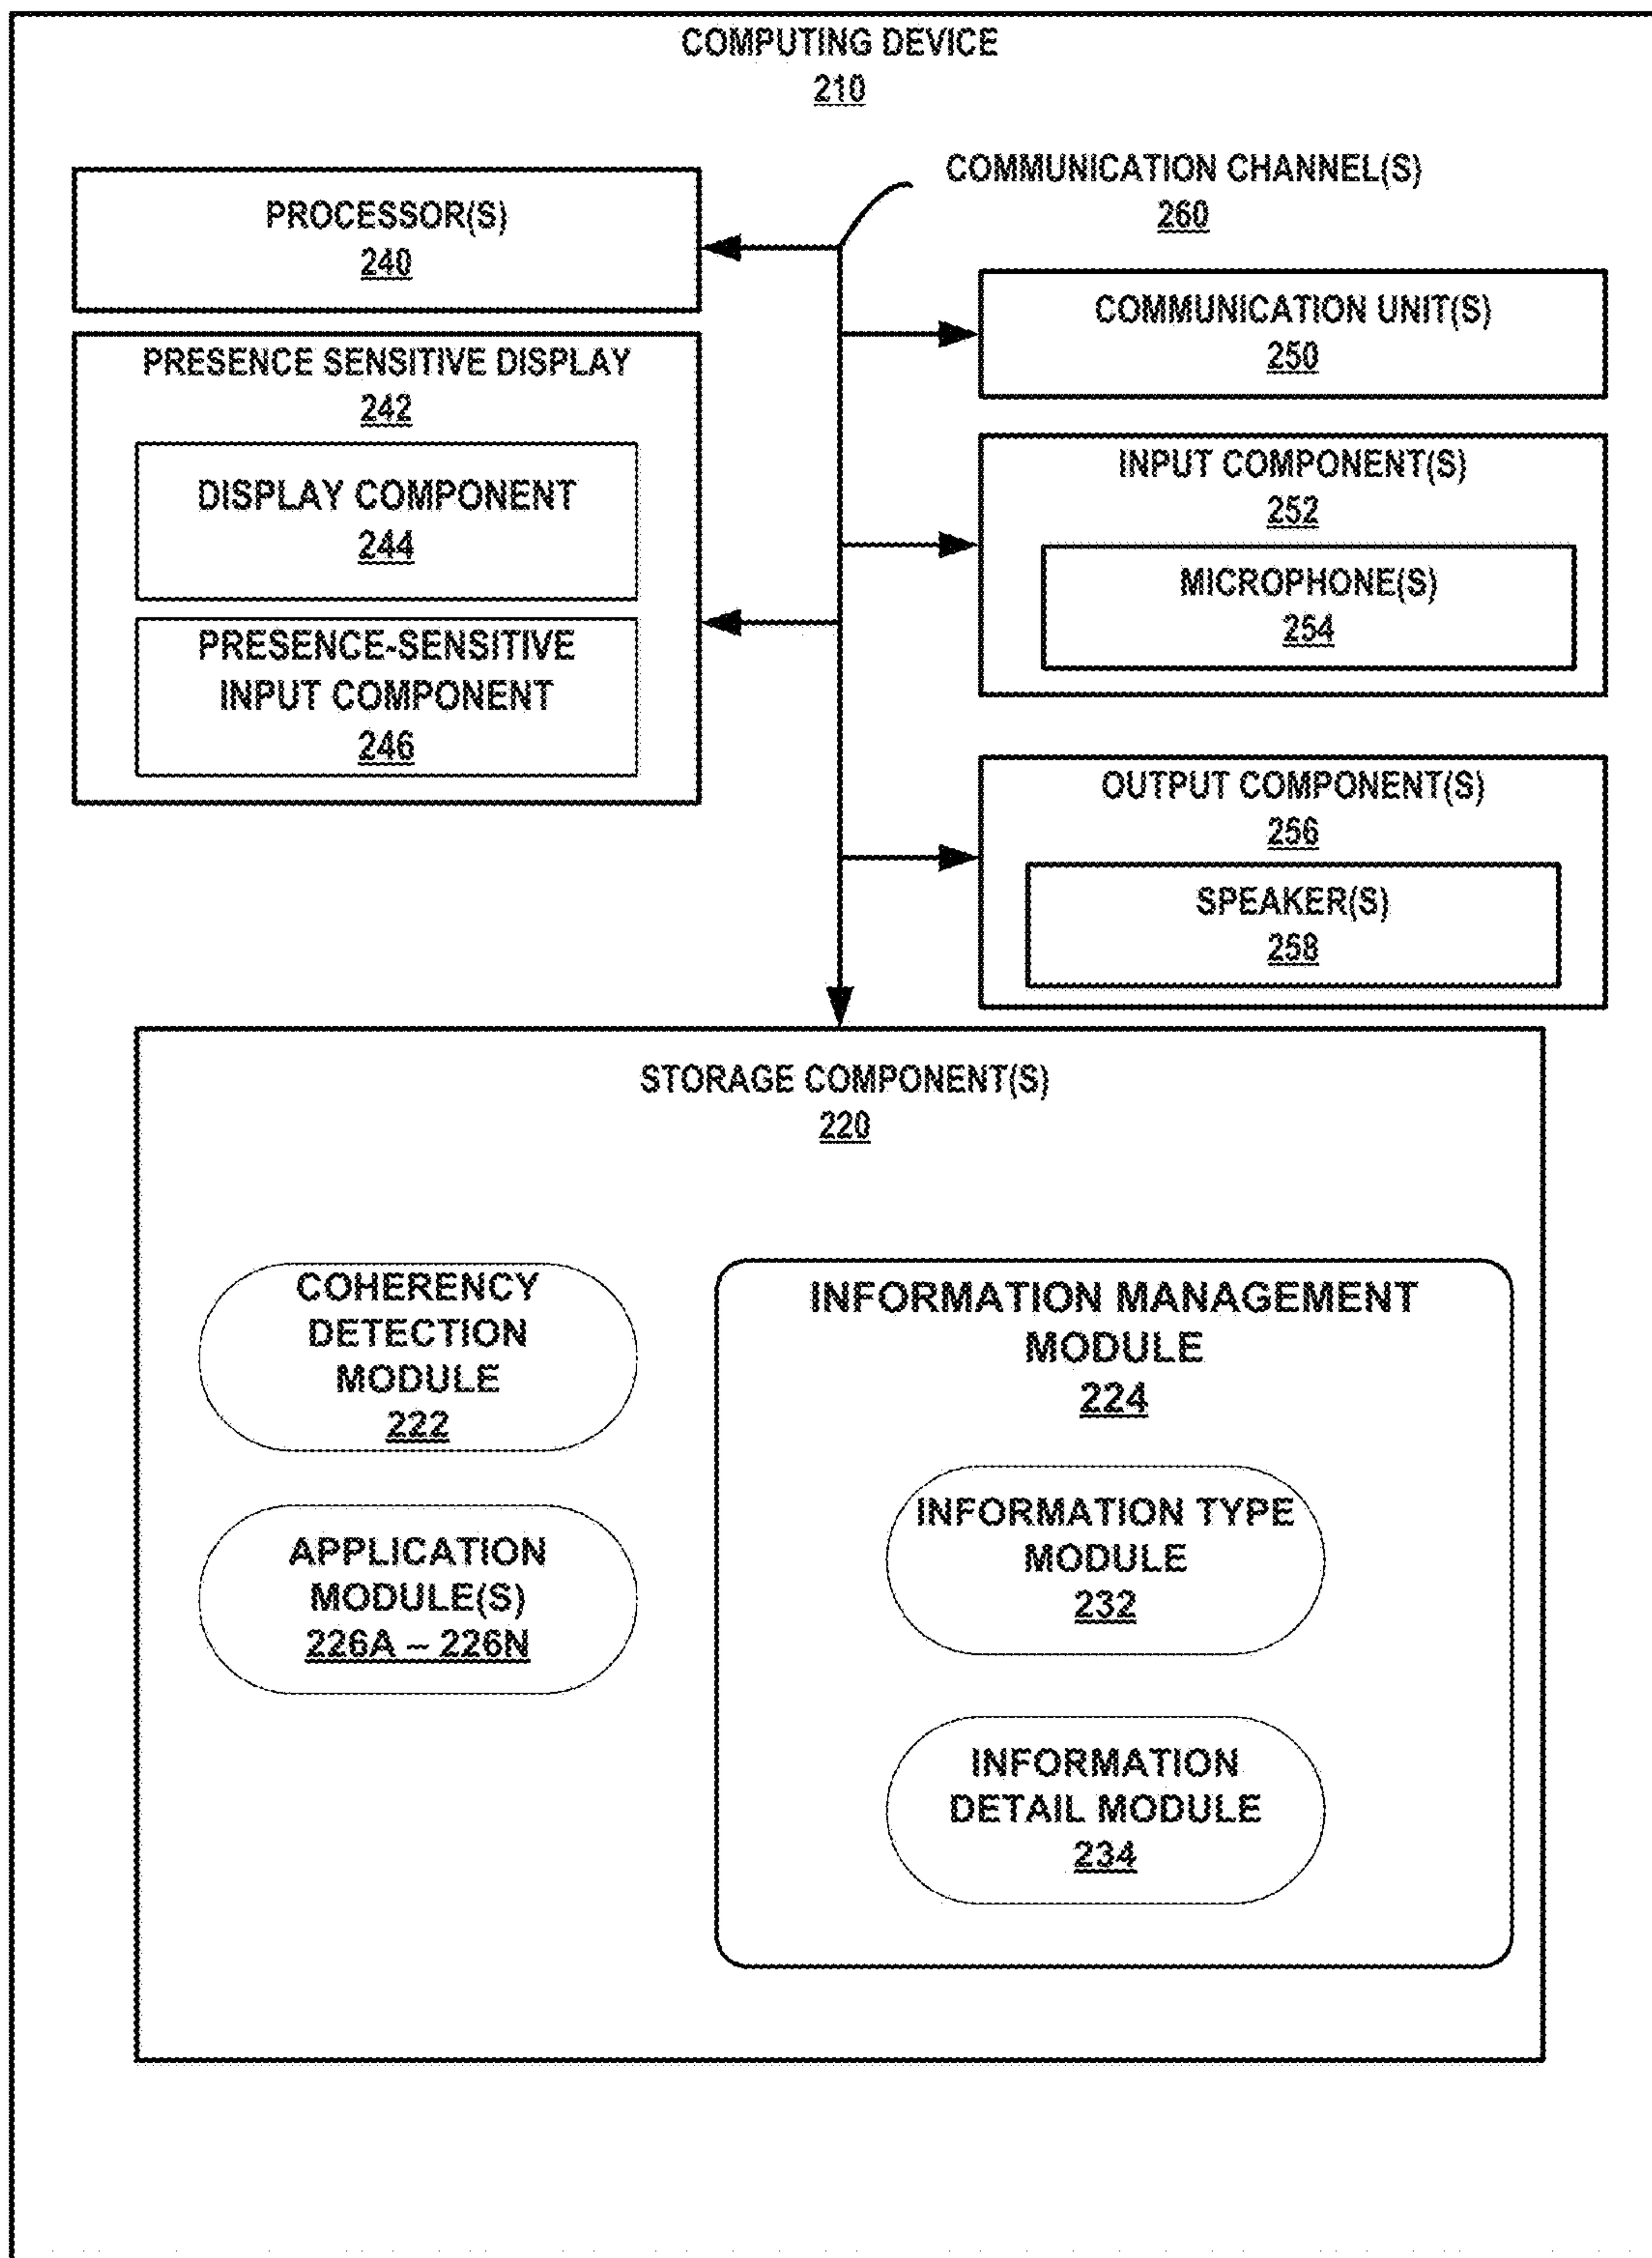 COMPUTING DEVICE
210
COMMUNICATION CHANNEL(S)
260
PROCESSOR(S)
240
COMMUNICATION UNIT(S)
250
PRESENCE SENSITIVE DISPLAY
242
DISPLAY COMPONENT
244
PRESENCE-SENSITIVE
INPUT COMPONENT
246
INPUT COMPONENT(S)
252
MICROPHONE(S)
254
OUTPUT COMPONENT(S)
256
SPEAKER(S)
258
STORAGE COMPONENT(S)
220
COHERENCY
DETECTION
MODULE
222
APPLICATION
MODULE(S)
226A – 226N
INFORMATION MANAGEMENT
MODULE
224
INFORMATION TYPE
MODULE
232
INFORMATION
DETAIL MODULE
234